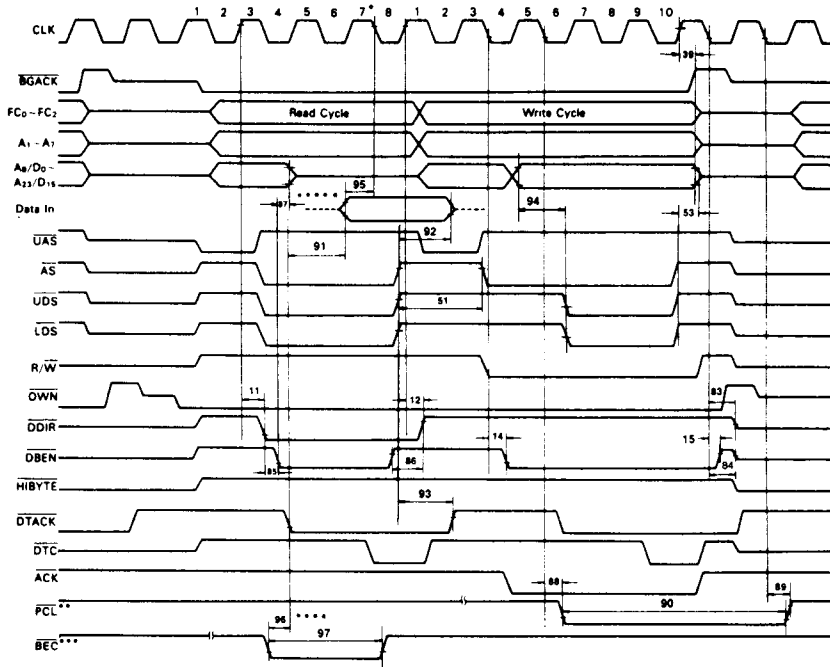 1 2 3 4 5 6 7* 8 1 2 3 4 5 6 7 8 9 10
CLK
39
BGACK
FC0~FC2 Read Cycle Write Cycle
A1~A7
A8/D0~
A23/D15
87 **** 95 94 53
Data In
91 92
UAS
AS
51
UDS
LDS
R/W
OWN
11 12 83
DDIR
14 15
DBEN
85 86 84
HIBYTE
93
DTACK
DTC
ACK
88 89
PCL** 90
96 ****
97
BEC***